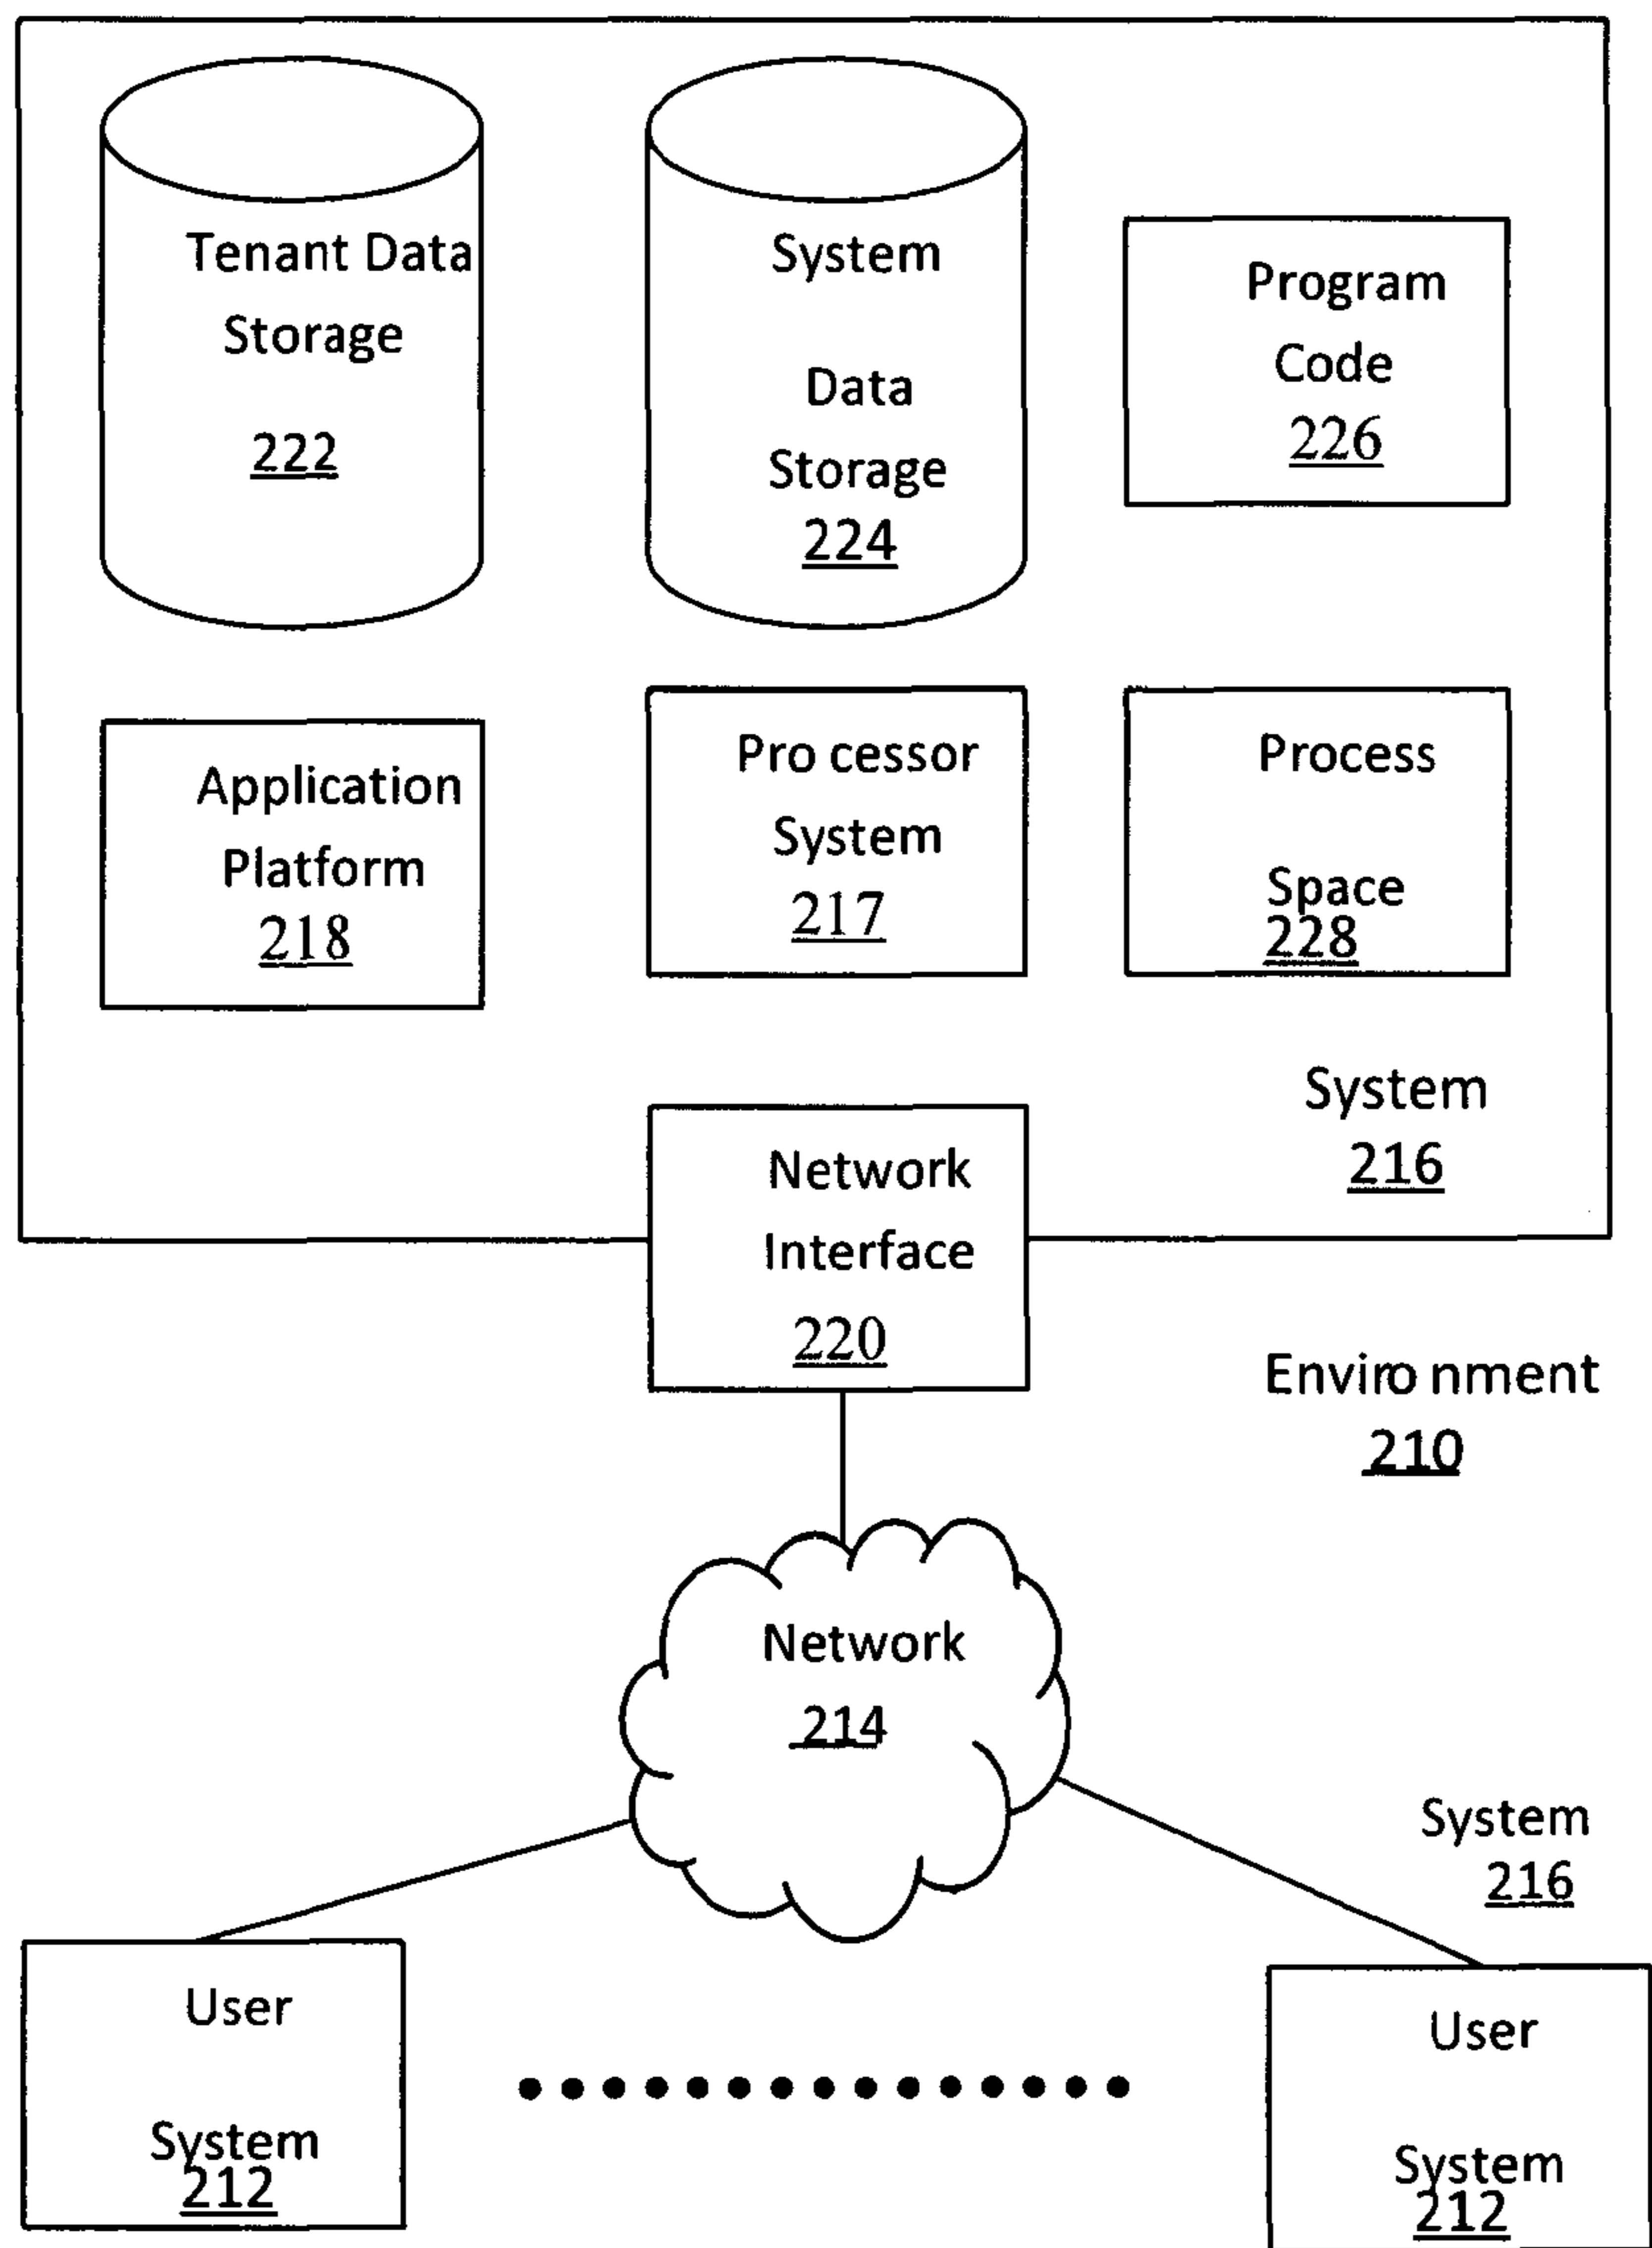 Tenant Data
Storage
222
System
Data
Storage
224
Program
Code
226
Application
Platform
218
Pro cessor
System
217
Process
Space
228
System
216
Network
Interface
220
Enviro nment
210
Network
214
System
216
User
System
212
User
System
212